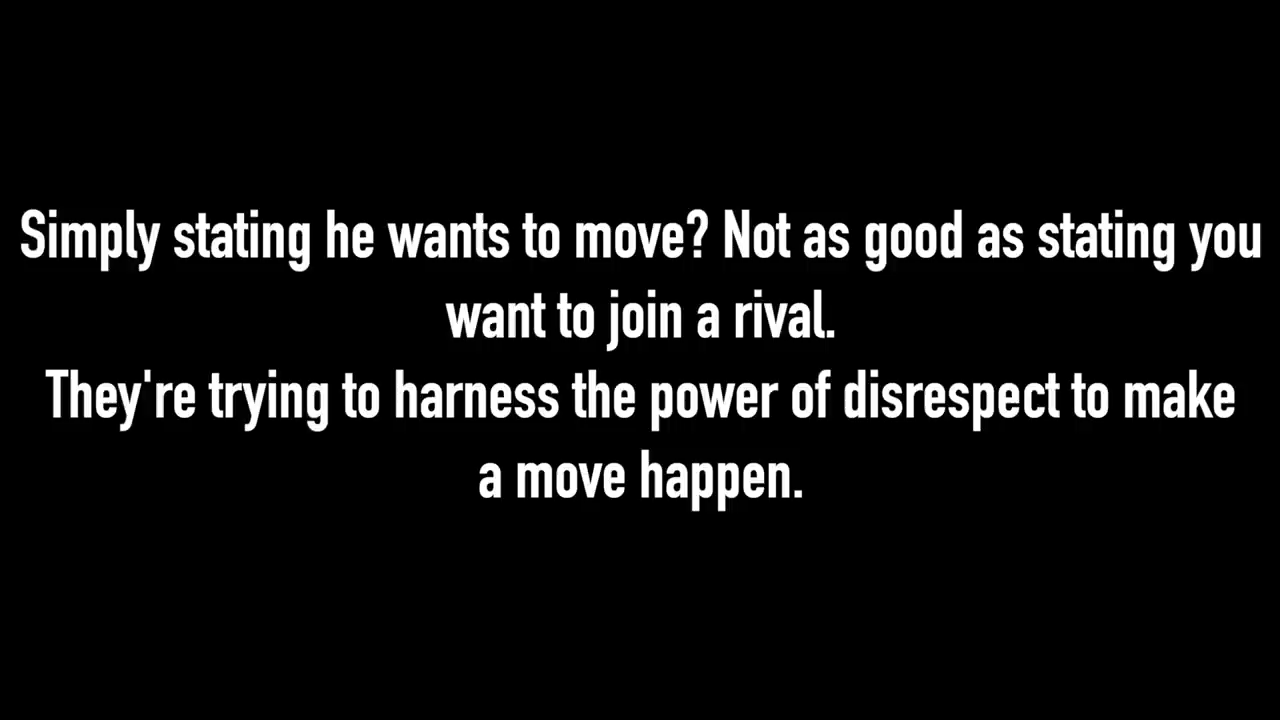 Simply stating he wants to move? Not as good as stating you
want to join a rival.
They're trying to harness the power of disrespect to make
a move happen.